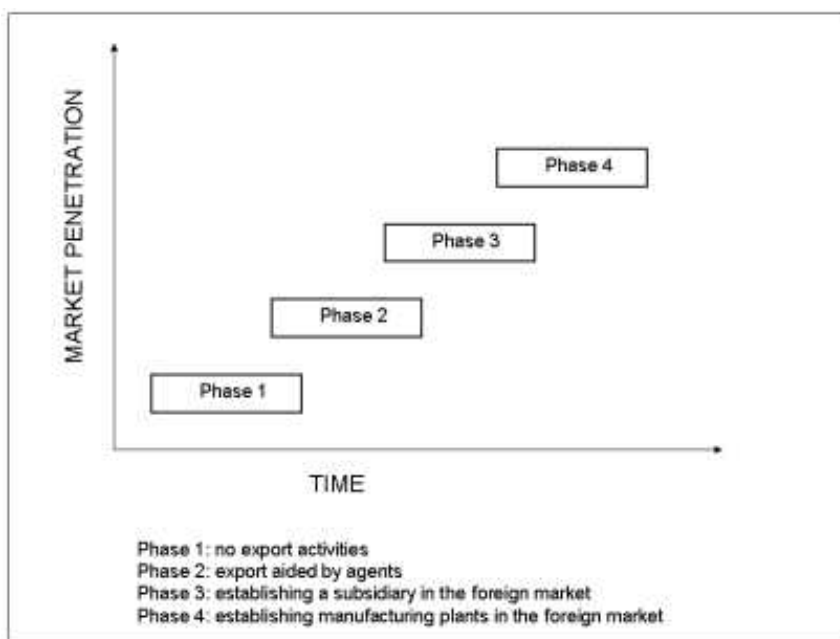 MARKET PENETRATION
Phase 4
Phase 3
Phase 2
Phase 1
TIME
Phase 1: no export activities
Phase 2: export aided by agents
Phase 3: establishing a subsidiary in the foreign market
Phase 4: establishing manufacturing plants in the foreign market